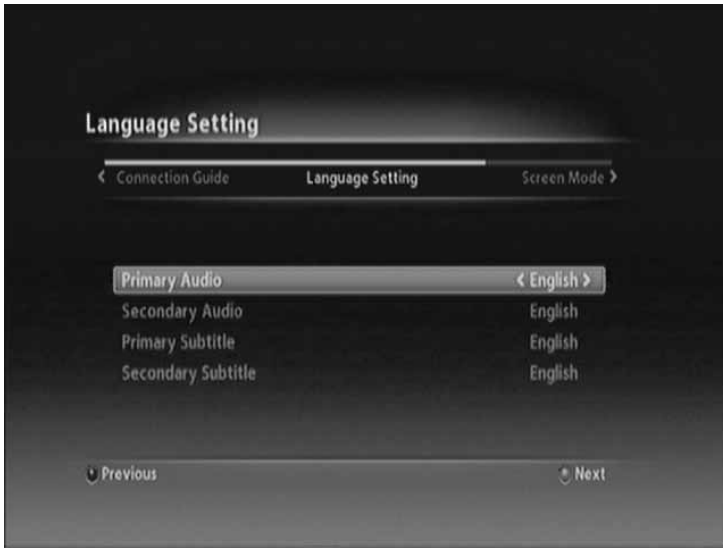 Language Setting
< Connection Guide Language Setting Screen Mode >
Primary Audio < English >
Secondary Audio English
Primary Subtitle English
Secondary Subtitle English
Previous Next